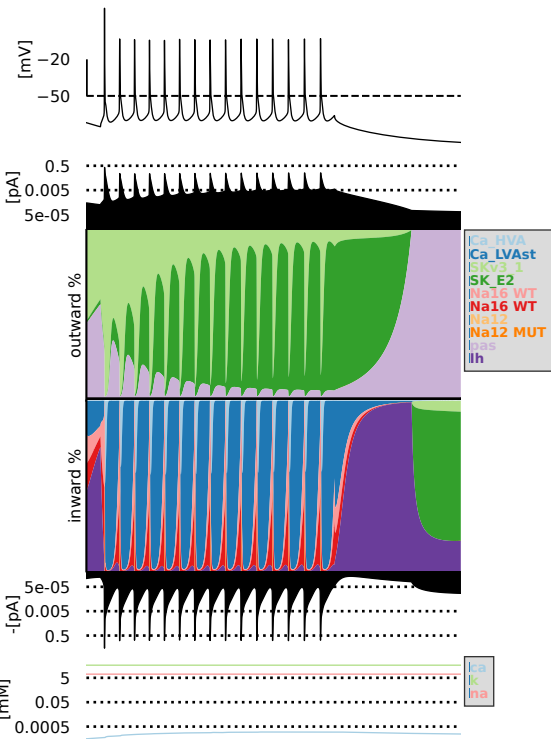 [mV]
−20
−50
[pA]
0.5
0.005
5e-05
outward %
Ca_HVA
Ca_LVAst
SKv3_1
SK_E2
Na16 WT
Na16 WT
Na12
Na12 MUT
pas
Ih
inward %
-[pA]
5e-05
0.005
0.5
[mM]
5
0.05
0.0005
ca
k
na